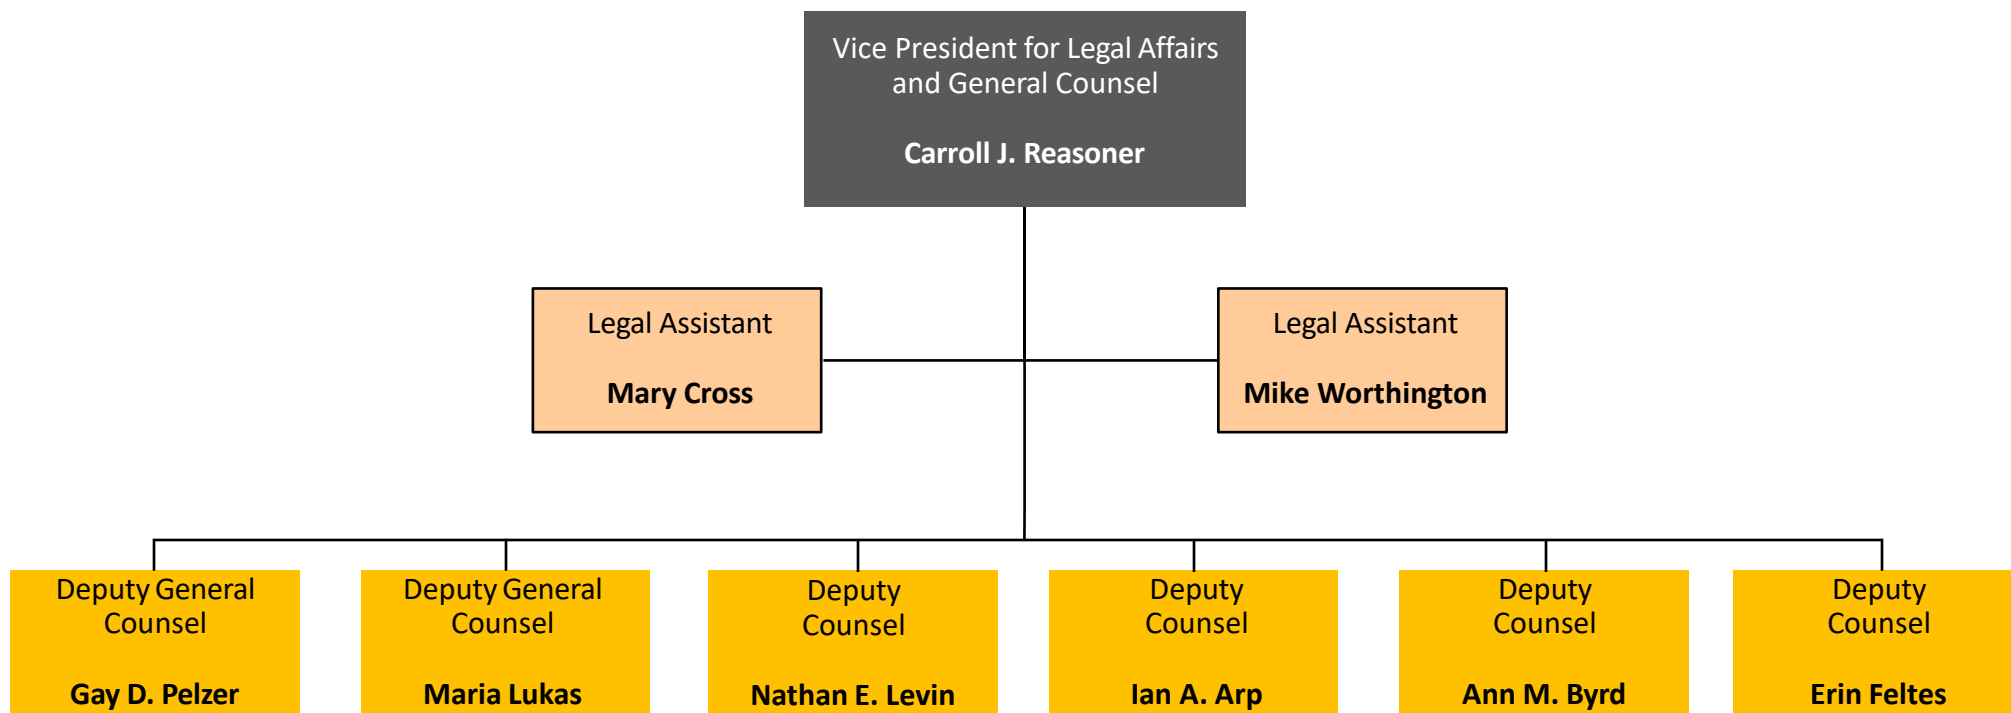 Vice President for Legal Affairs
and General Counsel
Carroll J. Reasoner
Legal Assistant
Mary Cross
Legal Assistant
Mike Worthington
Deputy General
Counsel
Gay D. Pelzer
Deputy General
Counsel
Maria Lukas
Deputy
Counsel
Nathan E. Levin
Deputy
Counsel
Ian A. Arp
Deputy
Counsel
Ann M. Byrd
Deputy
Counsel
Erin Feltes